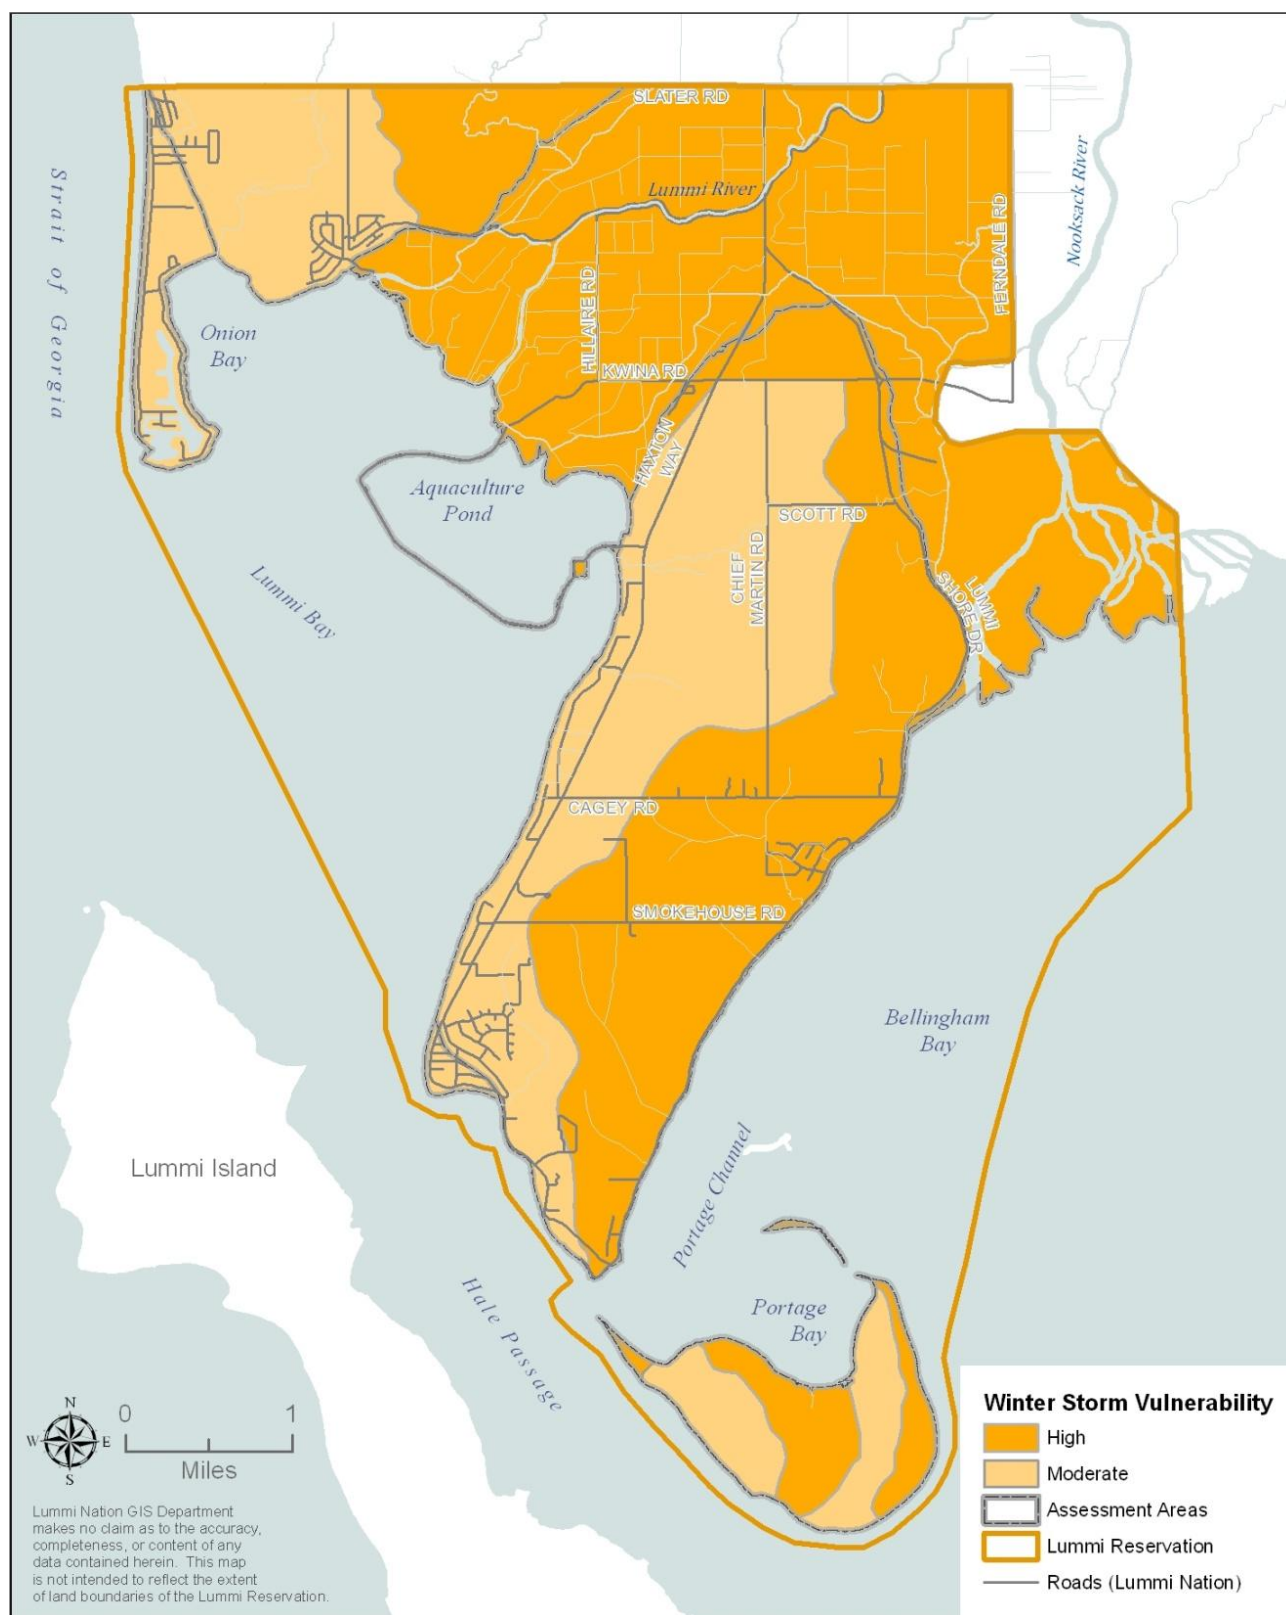 SLATER RD
Lummi River
Nooksack River
FERNDALE RD
Strait of Georgia
Onion
Bay
HILLAIRE RD
KWINA RD
HAXTON
WAY
Aquaculture
Pond
SCOTT RD
CHIEF
MARTIN RD
LUMMI
SHORE DR
Lummi Bay
CAGEY RD
SMOKEHOUSE RD
Bellingham
Bay
Lummi Island
Portage Channel
Hale Passage
Portage
Bay
N
W E
S
0 1
Miles
Lummi Nation GIS Department
makes no claim as to the accuracy,
completeness, or content of any
data contained herein. This map
is not intended to reflect the extent
of land boundaries of the Lummi Reservation.
Winter Storm Vulnerability
High
Moderate
Assessment Areas
Lummi Reservation
Roads (Lummi Nation)